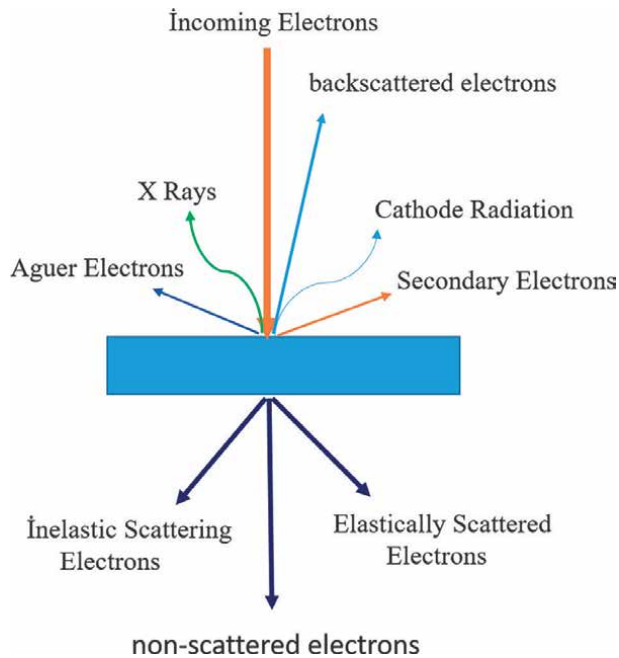 İncoming Electrons
backscattered electrons
X Rays
Cathode Radiation
Aguer Electrons
Secondary Electrons
İnelastic Scattering
Electrons
Elastically Scattered
Electrons
non-scattered electrons